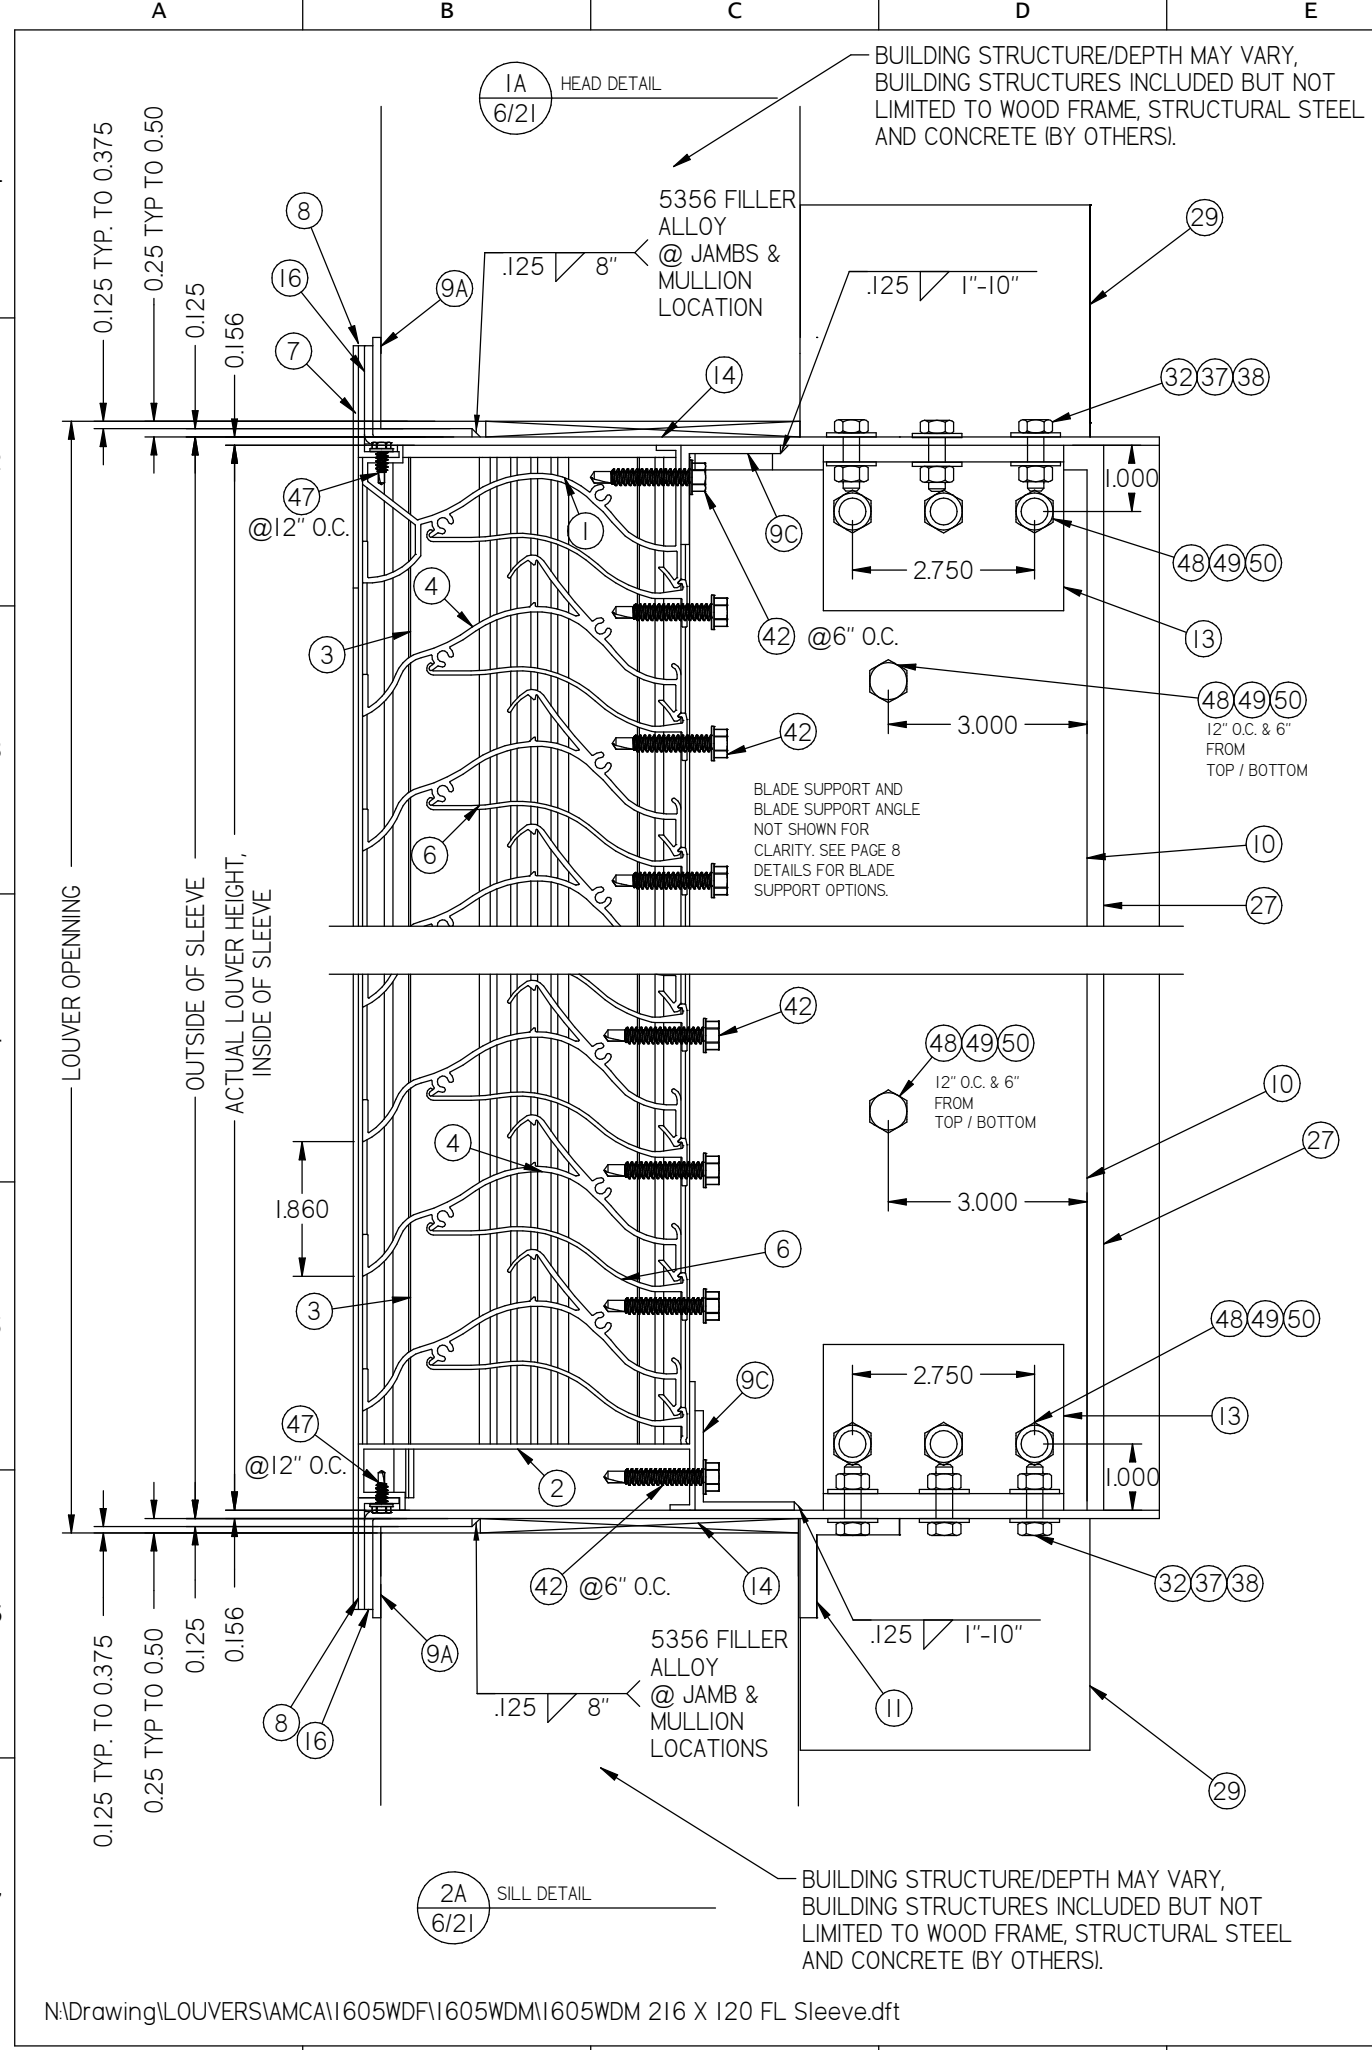 A
B
C
D
E
1A
6/21
HEAD DETAIL
BUILDING STRUCTURE/DEPTH MAY VARY,
BUILDING STRUCTURES INCLUDED BUT NOT
LIMITED TO WOOD FRAME, STRUCTURAL STEEL
AND CONCRETE (BY OTHERS).
0.125 TYP. TO 0.375
0.25 TYP TO 0.50
0.125
0.156
8
16
7
9A
5356 FILLER
ALLOY
@ JAMBS &
MULLION
LOCATION
.125
8"
.125
1"-10"
29
14
32 37 38
47
@12" O.C.
1
9C
1.000
2.750
48 49 50
4
3
42 @6" O.C.
13
48 49 50
12" O.C. & 6"
FROM
TOP / BOTTOM
3.000
42
BLADE SUPPORT AND
BLADE SUPPORT ANGLE
NOT SHOWN FOR
CLARITY. SEE PAGE 8
DETAILS FOR BLADE
SUPPORT OPTIONS.
6
10
27
LOUVER OPENNING
OUTSIDE OF SLEEVE
ACTUAL LOUVER HEIGHT,
INSIDE OF SLEEVE
42
48 49 50
12" O.C. & 6"
FROM
TOP / BOTTOM
10
27
4
1.860
3.000
6
3
48 49 50
2.750
9C
13
47
@12" O.C.
2
1.000
42 @6" O.C.
14
32 37 38
0.125 TYP. TO 0.375
0.25 TYP TO 0.50
0.125
0.156
9A
5356 FILLER
ALLOY
@ JAMB &
MULLION
LOCATIONS
.125
8"
.125
1"-10"
8
16
11
29
2A
6/21
SILL DETAIL
BUILDING STRUCTURE/DEPTH MAY VARY,
BUILDING STRUCTURES INCLUDED BUT NOT
LIMITED TO WOOD FRAME, STRUCTURAL STEEL
AND CONCRETE (BY OTHERS).
N:\Drawing\LOUVERS\AMCA\1605WDF\1605WDM\1605WDM 216 X 120 FL Sleeve.dft